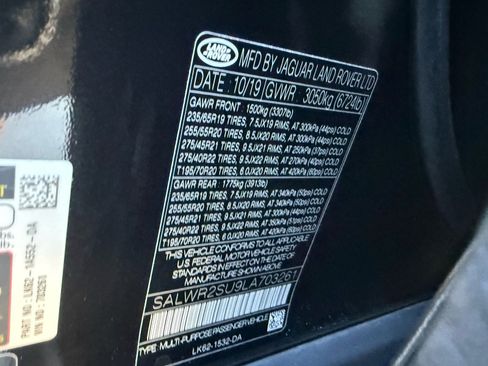 LAND
ROVER
MFD BY JAGUAR LAND ROVER LTD
DATE : 10/19 GVWR : 3050kg (6724lb)
GAWR FRONT : 1500kg (3307lb)
235/65R19 TIRES, 7.5JX19 RIMS, AT 300kPa (44psi) COLD
255/55R20 TIRES, 8.5JX20 RIMS, AT 300kPa (44psi) COLD
275/45R21 TIRES, 9.5JX21 RIMS, AT 250kPa (37psi) COLD
275/40R22 TIRES, 9.5JX22 RIMS, AT 270kPa (40psi) COLD
T195/70R20 TIRES, 6.0JX20 RIMS, AT 420kPa (60psi) COLD
GAWR REAR : 1775kg (3913lb)
235/65R19 TIRES, 7.5JX19 RIMS, AT 340kPa (50psi) COLD
255/55R20 TIRES, 8.5JX20 RIMS, AT 340kPa (50psi) COLD
275/45R21 TIRES, 9.5JX21 RIMS, AT
275/40R22 TIRES, 9.5JX22 RIMS, AT
T195/70R20 TIRES, 6.0JX20 RIMS, AT 420kPa (60psi) COLD
THIS VEHICLE CONFORMS TO ALL APPLICABLE
U.S. FEDERAL MOTOR VEHICLE SAFETY
STANDARDS IN EFFECT ON THE DATE OF
MANUFACTURE SHOWN ABOVE.
SALWR2SU9LA703261
TYPE : MULTI-PURPOSE PASSENGER VEHICLE
LK62-1532-DA
VIN NO : 703261